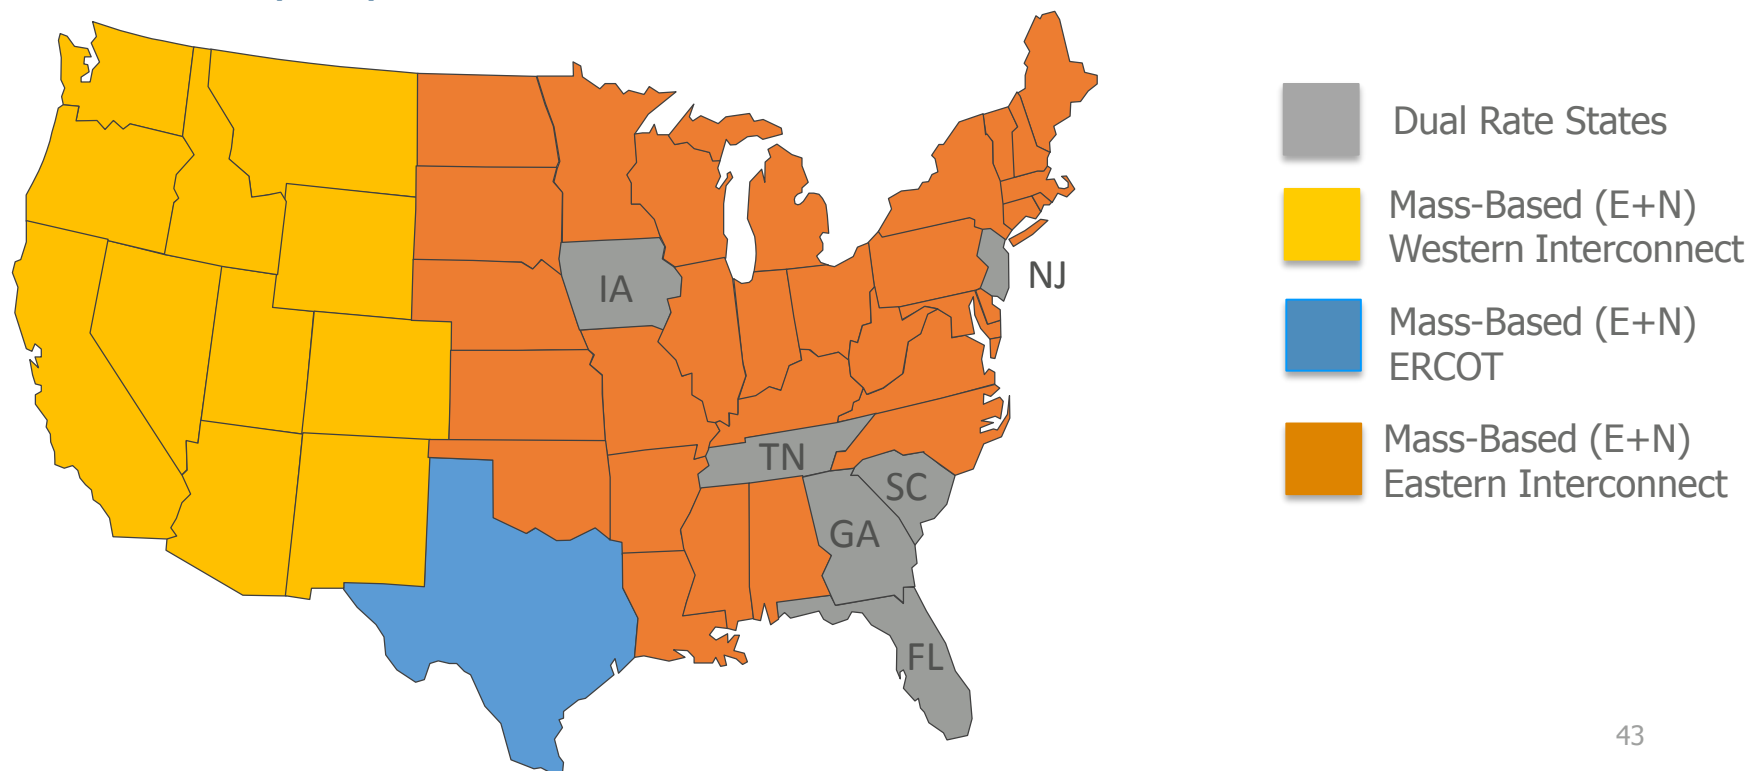 Dual Rate States
Mass-Based (E+N)
Western Interconnect
Mass-Based (E+N)
ERCOT
Mass-Based (E+N)
Eastern Interconnect
IA
NJ
TN
SC
GA
FL
43